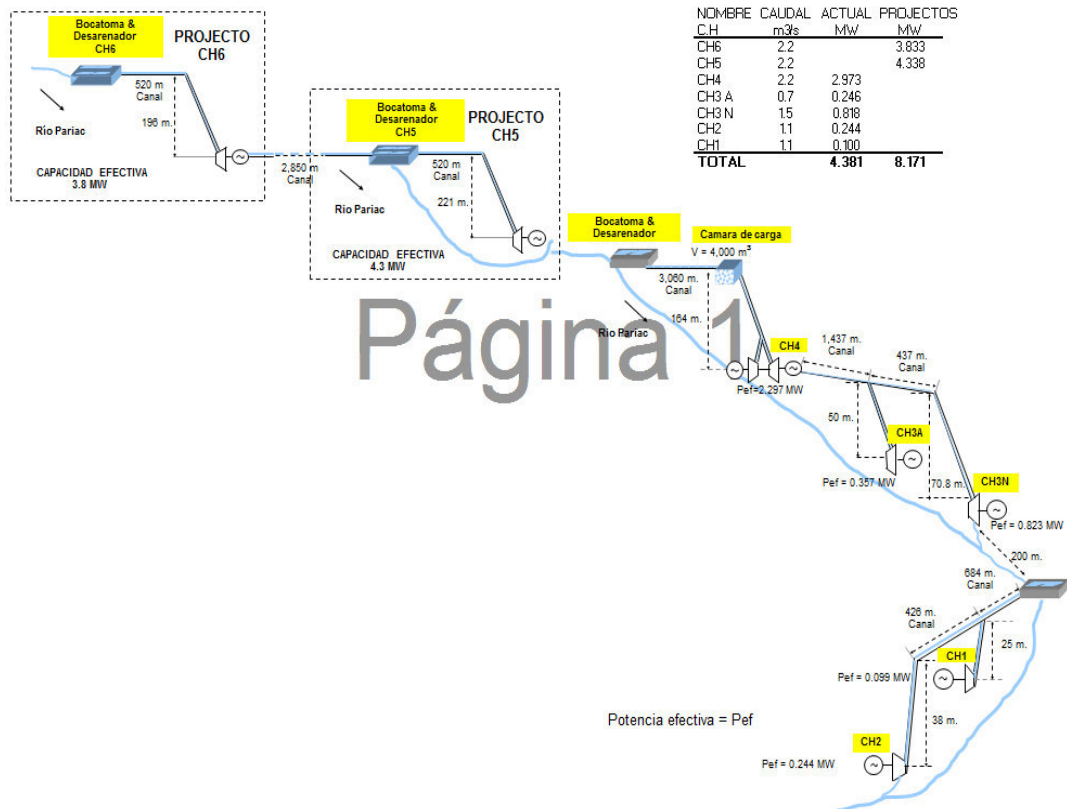 NOMBRE CAUDAL ACTUAL PROJECTOS
C.H m3/s MW MW
CH6 2.2 3.833
CH5 2.2 4.338
CH4 2.2 2.973
CH3 A 0.7 0.246
CH3 N 1.5 0.818
CH2 1.1 0.244
CH1 1.1 0.100
TOTAL 4.381 8.171
Bocatoma &
Desarenador
CH6
PROJECTO
CH6
520 m
Canal
196 m.
Río Pariac
CAPACIDAD EFECTIVA
3.8 MW
2,850 m
Canal
Bocatoma &
Desarenador
CH5
PROJECTO
CH5
520 m
Canal
221 m.
Río Pariac
CAPACIDAD EFECTIVA
4.3 MW
Bocatoma &
Desarenador
Camara de carga
V = 4,000 m³
3,060 m.
Canal
164 m.
Río Pariac
Página 1
CH4
Pef=2.297 MW
1,437 m.
Canal
437 m.
Canal
50 m.
CH3A
Pef = 0.357 MW
70.8 m.
CH3N
Pef = 0.823 MW
200 m.
684 m.
Canal
426 m.
Canal
25 m.
CH1
Pef = 0.099 MW
38 m.
Potencia efectiva = Pef
CH2
Pef = 0.244 MW